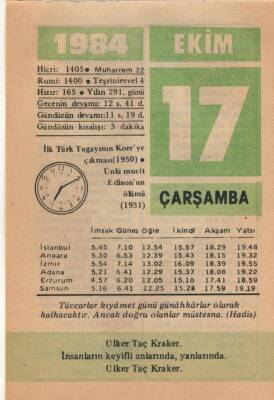 1984 EKİM
Hicri: 1405 • Muharrem 22
Rumi: 1400 • Teşrinievvel 4
Hızır: 165 • Yılın 291. günü
Gecenin devamı: 12 s. 41 d.
Gündüzün devamı: 11 s. 19 d.
Gündüzün kısalışı: 3 dakika
17
İlk Türk Tugayının Kore'ye
çıkması (1950) •
Ünlü mucit
Edison'un
ölümü
(1931)
ÇARŞAMBA
İmsak Güneş Öğle İkindi Akşam Yatsı
İstanbul 5.45 7.10 12.54 15.57 18.29 19.48
Ankara 5.30 6.53 12.39 15.43 18.15 19.32
İzmir 5.54 7.14 13.02 16.09 18.39 19.55
Adana 5.21 6.41 12.29 15.37 18.08 19.22
Erzurum 4.57 6.20 12.05 15.10 17.41 18.59
Samsun 5.16 6.41 12.25 15.28 17.59 19.19
Tüccarlar kıyâmet günü günâhkârlar olarak
kalkacaktır. Ancak doğru olanlar müstesna. (Hadis)
Ülker Taç Kraker.
İnsanların keyifli anlarında, yanlarında.
Ülker Taç Kraker.